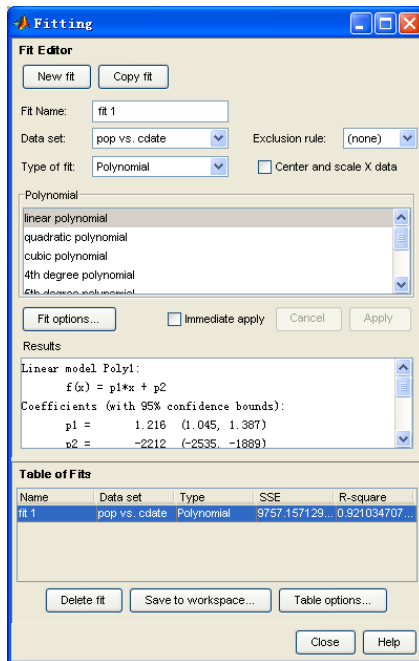 Fitting
Fit Editor
New fit Copy fit
Fit Name: fit 1
Data set: pop vs. cdate Exclusion rule: (none)
Type of fit: Polynomial Center and scale X data
Polynomial
linear polynomial
quadratic polynomial
cubic polynomial
4th degree polynomial
5th degree polynomial
Fit options... Immediate apply Cancel Apply
Results
Linear model Poly1:
f(x) = p1*x + p2
Coefficients (with 95% confidence bounds):
p1 = 1.216 (1.045, 1.387)
p2 = -2212 (-2535, -1889)
Table of Fits
Name Data set Type SSE R-square
fit 1 pop vs. cdate Polynomial 9757.157129... 0.921034707...
Delete fit Save to workspace... Table options...
Close Help